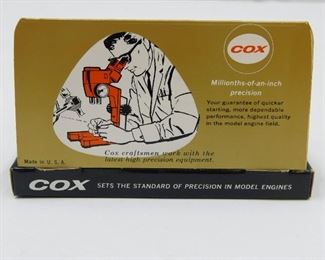 COX
Millionths-of-an-inch
precision
Your guarantee of quicker
starting, more dependable
performance, highest quality
in the model engine field.
Cox craftsmen work with the
latest high precision equipment.
Made in U. S. A.
COX SETS THE STANDARD OF PRECISION IN MODEL ENGINES